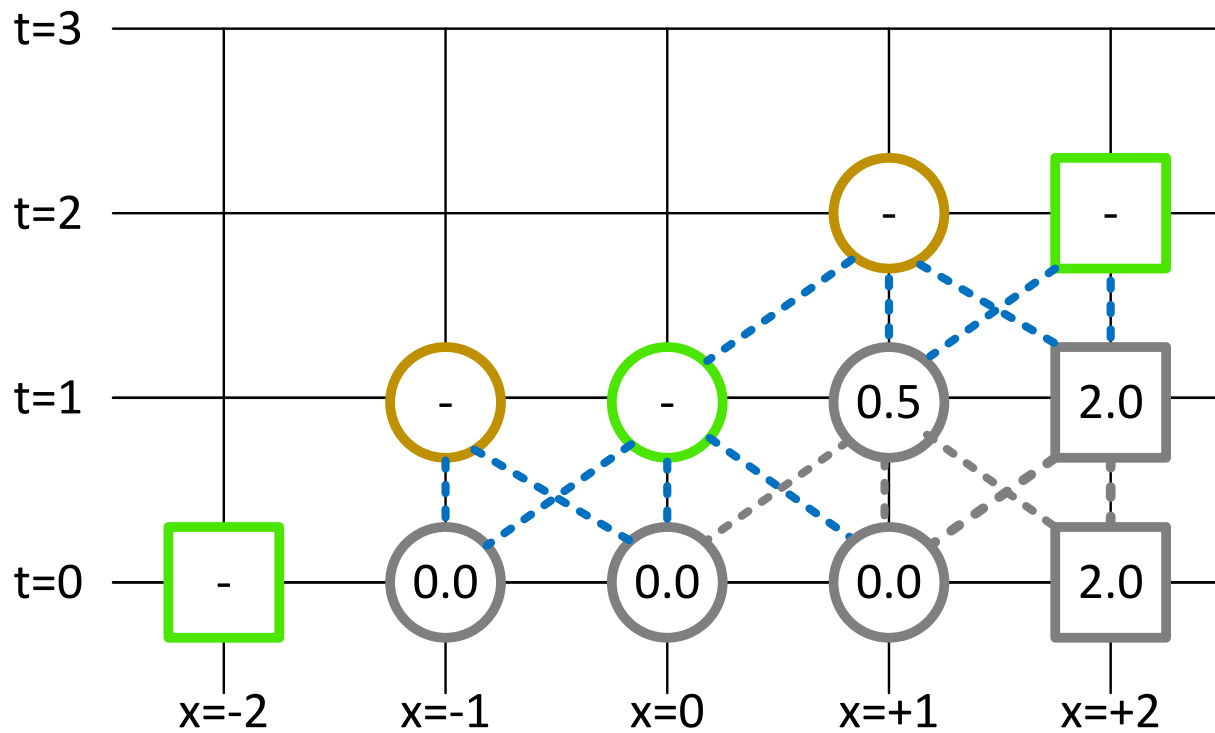 t=3
t=2 - -
t=1 - - 0.5 2.0
t=0 - 0.0 0.0 0.0 2.0
x=-2 x=-1 x=0 x=+1 x=+2